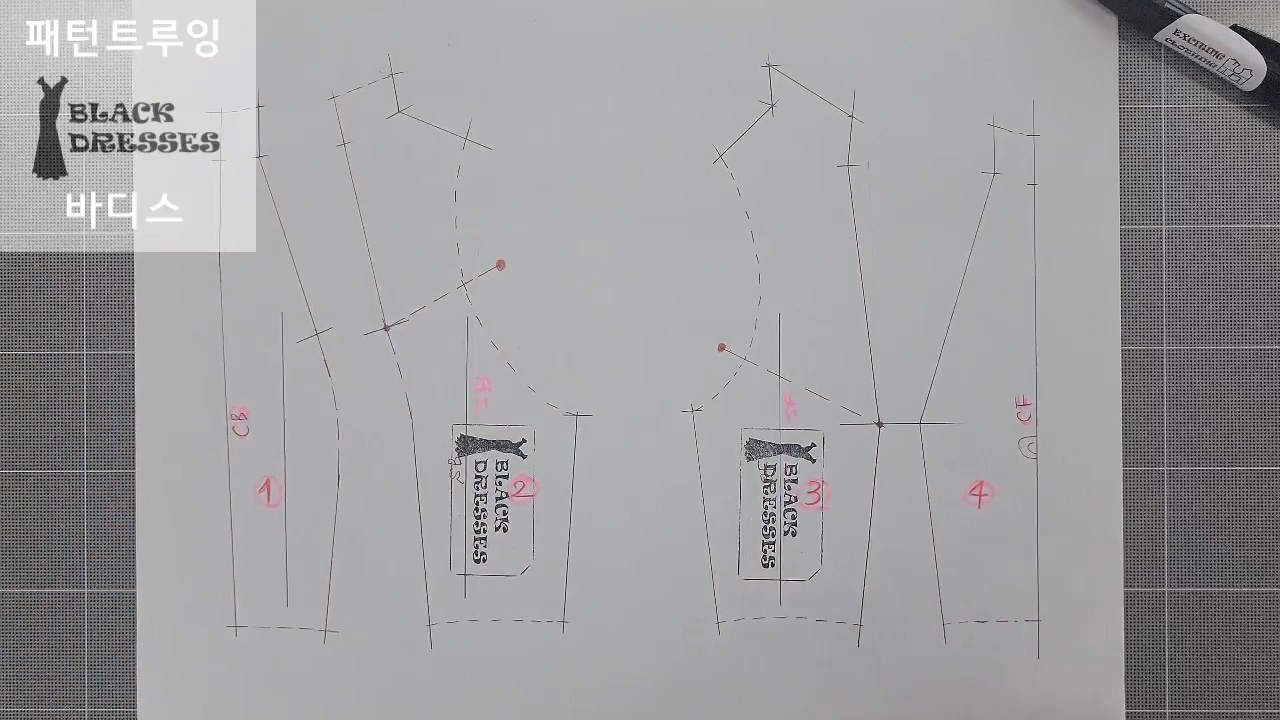 패턴트루잉
BLACK
DRESSES
바디스
EXCITING
CB
CF
1
2
3
4
BLACK
DRESSES
BLACK
DRESSES